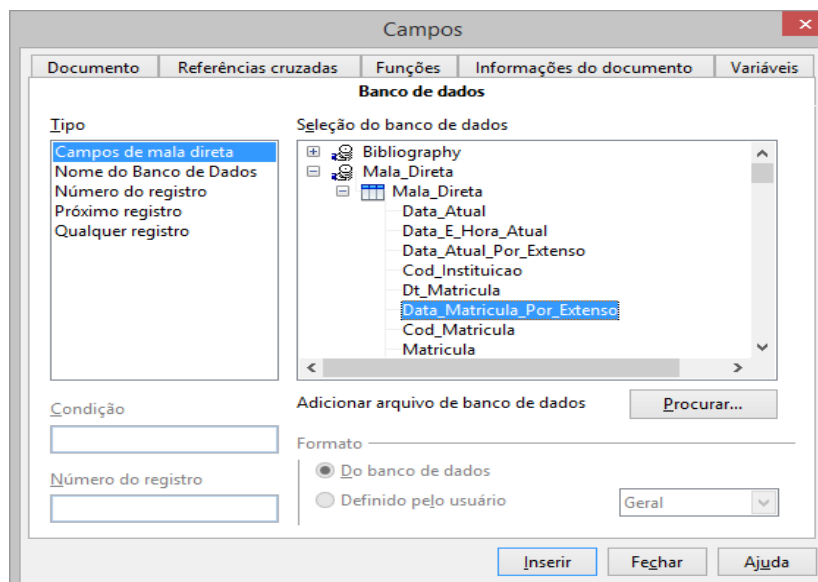 Campos
Documento Referências cruzadas Funções Informações do documento Variáveis
Banco de dados
Tipo
Campos de mala direta
Nome do Banco de Dados
Número do registro
Próximo registro
Qualquer registro
Seleção do banco de dados
Bibliography
Mala_Direta
Mala_Direta
Data_Atual
Data_E_Hora_Atual
Data_Atual_Por_Extenso
Cod_Instituicao
Dt_Matricula
Data_Matricula_Por_Extenso
Cod_Matricula
Matricula
Condição
Número do registro
Adicionar arquivo de banco de dados Procurar...
Formato
Do banco de dados
Definido pelo usuário Geral
Inserir Fechar Ajuda